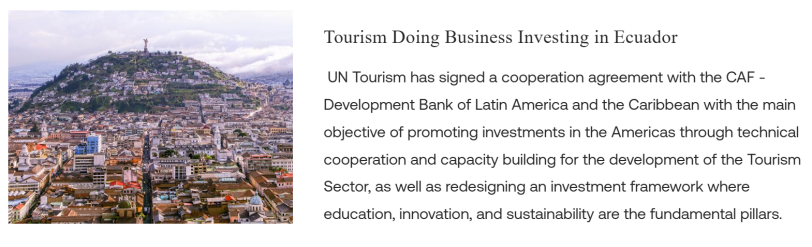 Tourism Doing Business Investing in Ecuador
UN Tourism has signed a cooperation agreement with the CAF -
Development Bank of Latin America and the Caribbean with the main
objective of promoting investments in the Americas through technical
cooperation and capacity building for the development of the Tourism
Sector, as well as redesigning an investment framework where
education, innovation, and sustainability are the fundamental pillars.